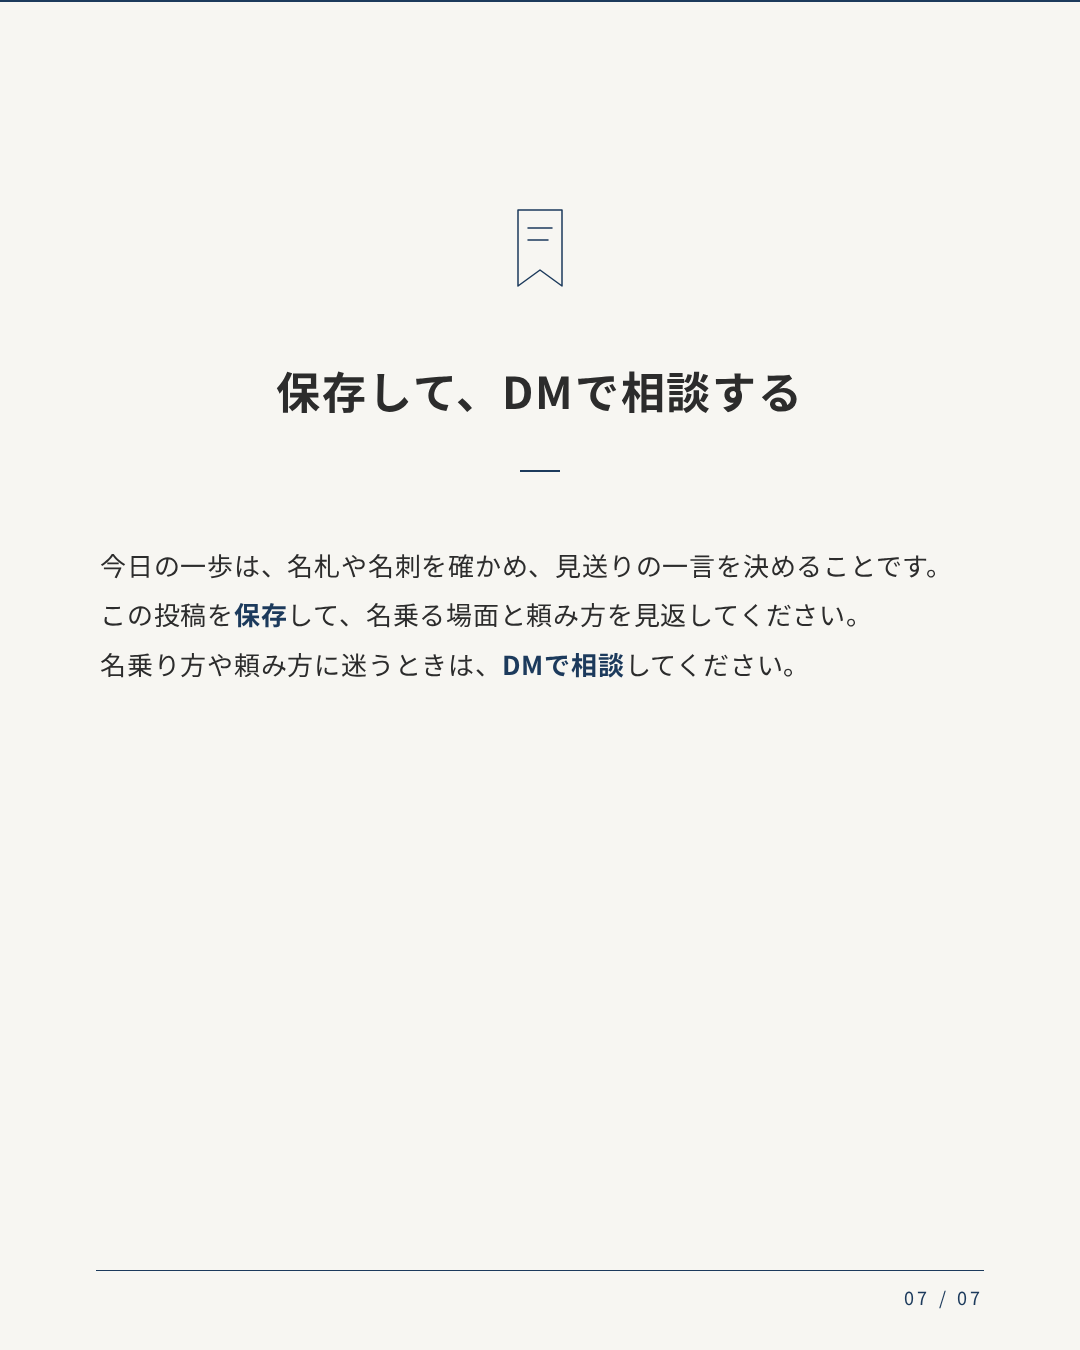 保存して、DMで相談する
今日の一歩は、名札や名刺を確かめ、見送りの一言を決めることです。
この投稿を保存して、名乗る場面と頼み方を見返してください。
名乗り方や頼み方に迷うときは、DMで相談してください。
07 / 07